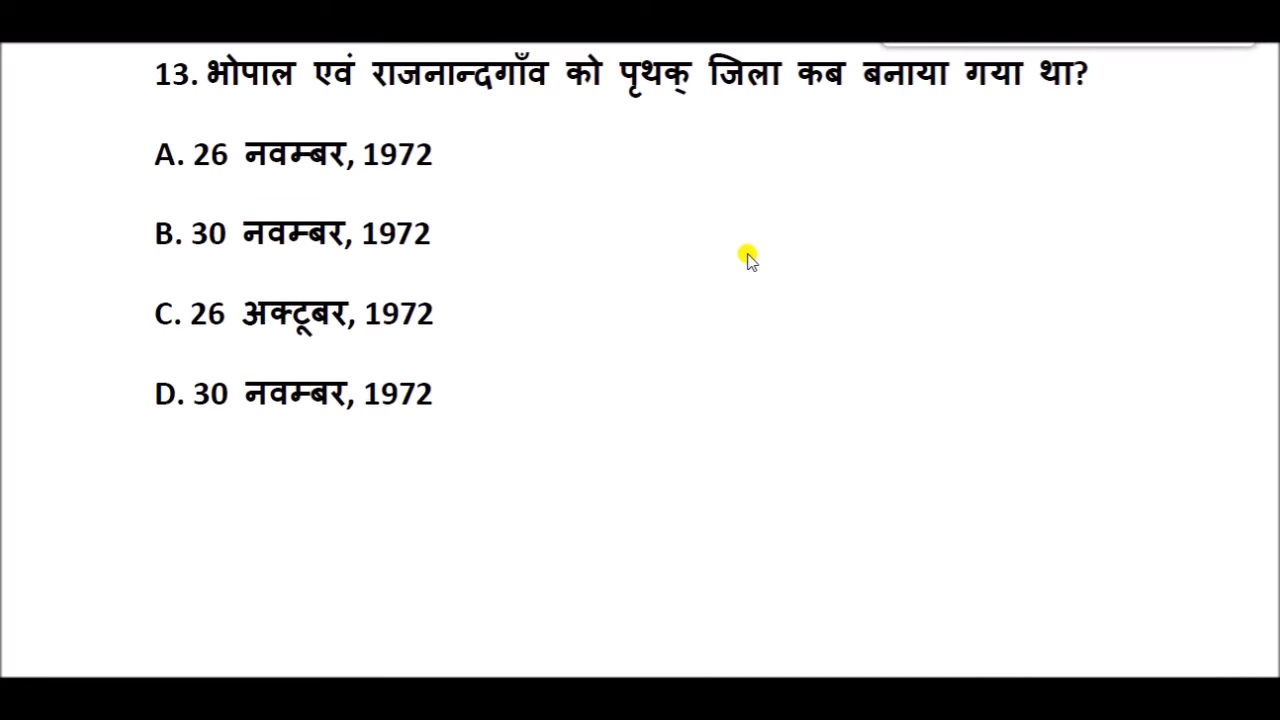 13. भोपाल एवं राजनान्दगाँव को पृथक् जिला कब बनाया गया था?
A. 26 नवम्बर, 1972
B. 30 नवम्बर, 1972
C. 26 अक्टूबर, 1972
D. 30 नवम्बर, 1972